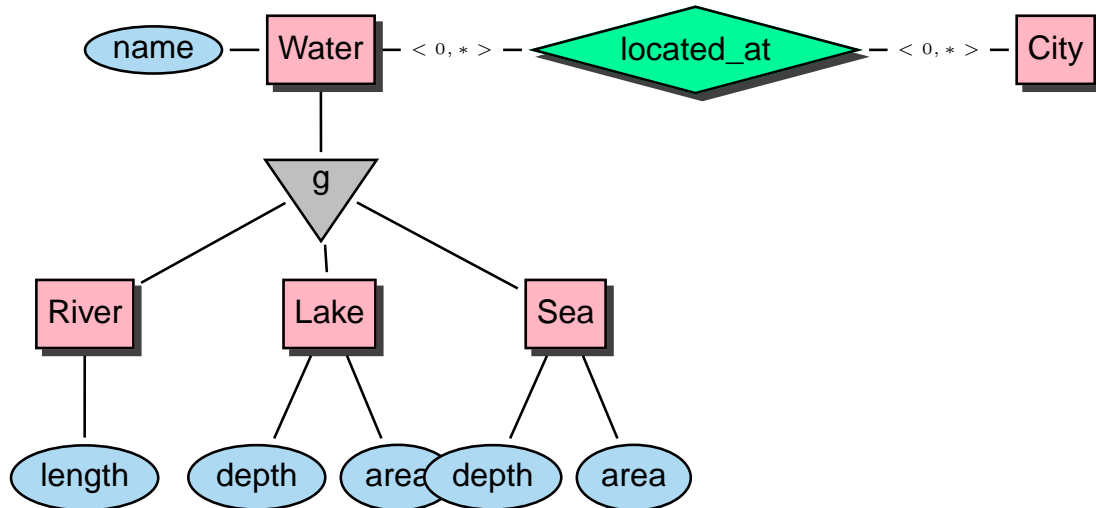 name
Water
< 0, * >
located_at
< 0, * >
City
g
River
Lake
Sea
length
depth
area
depth
area